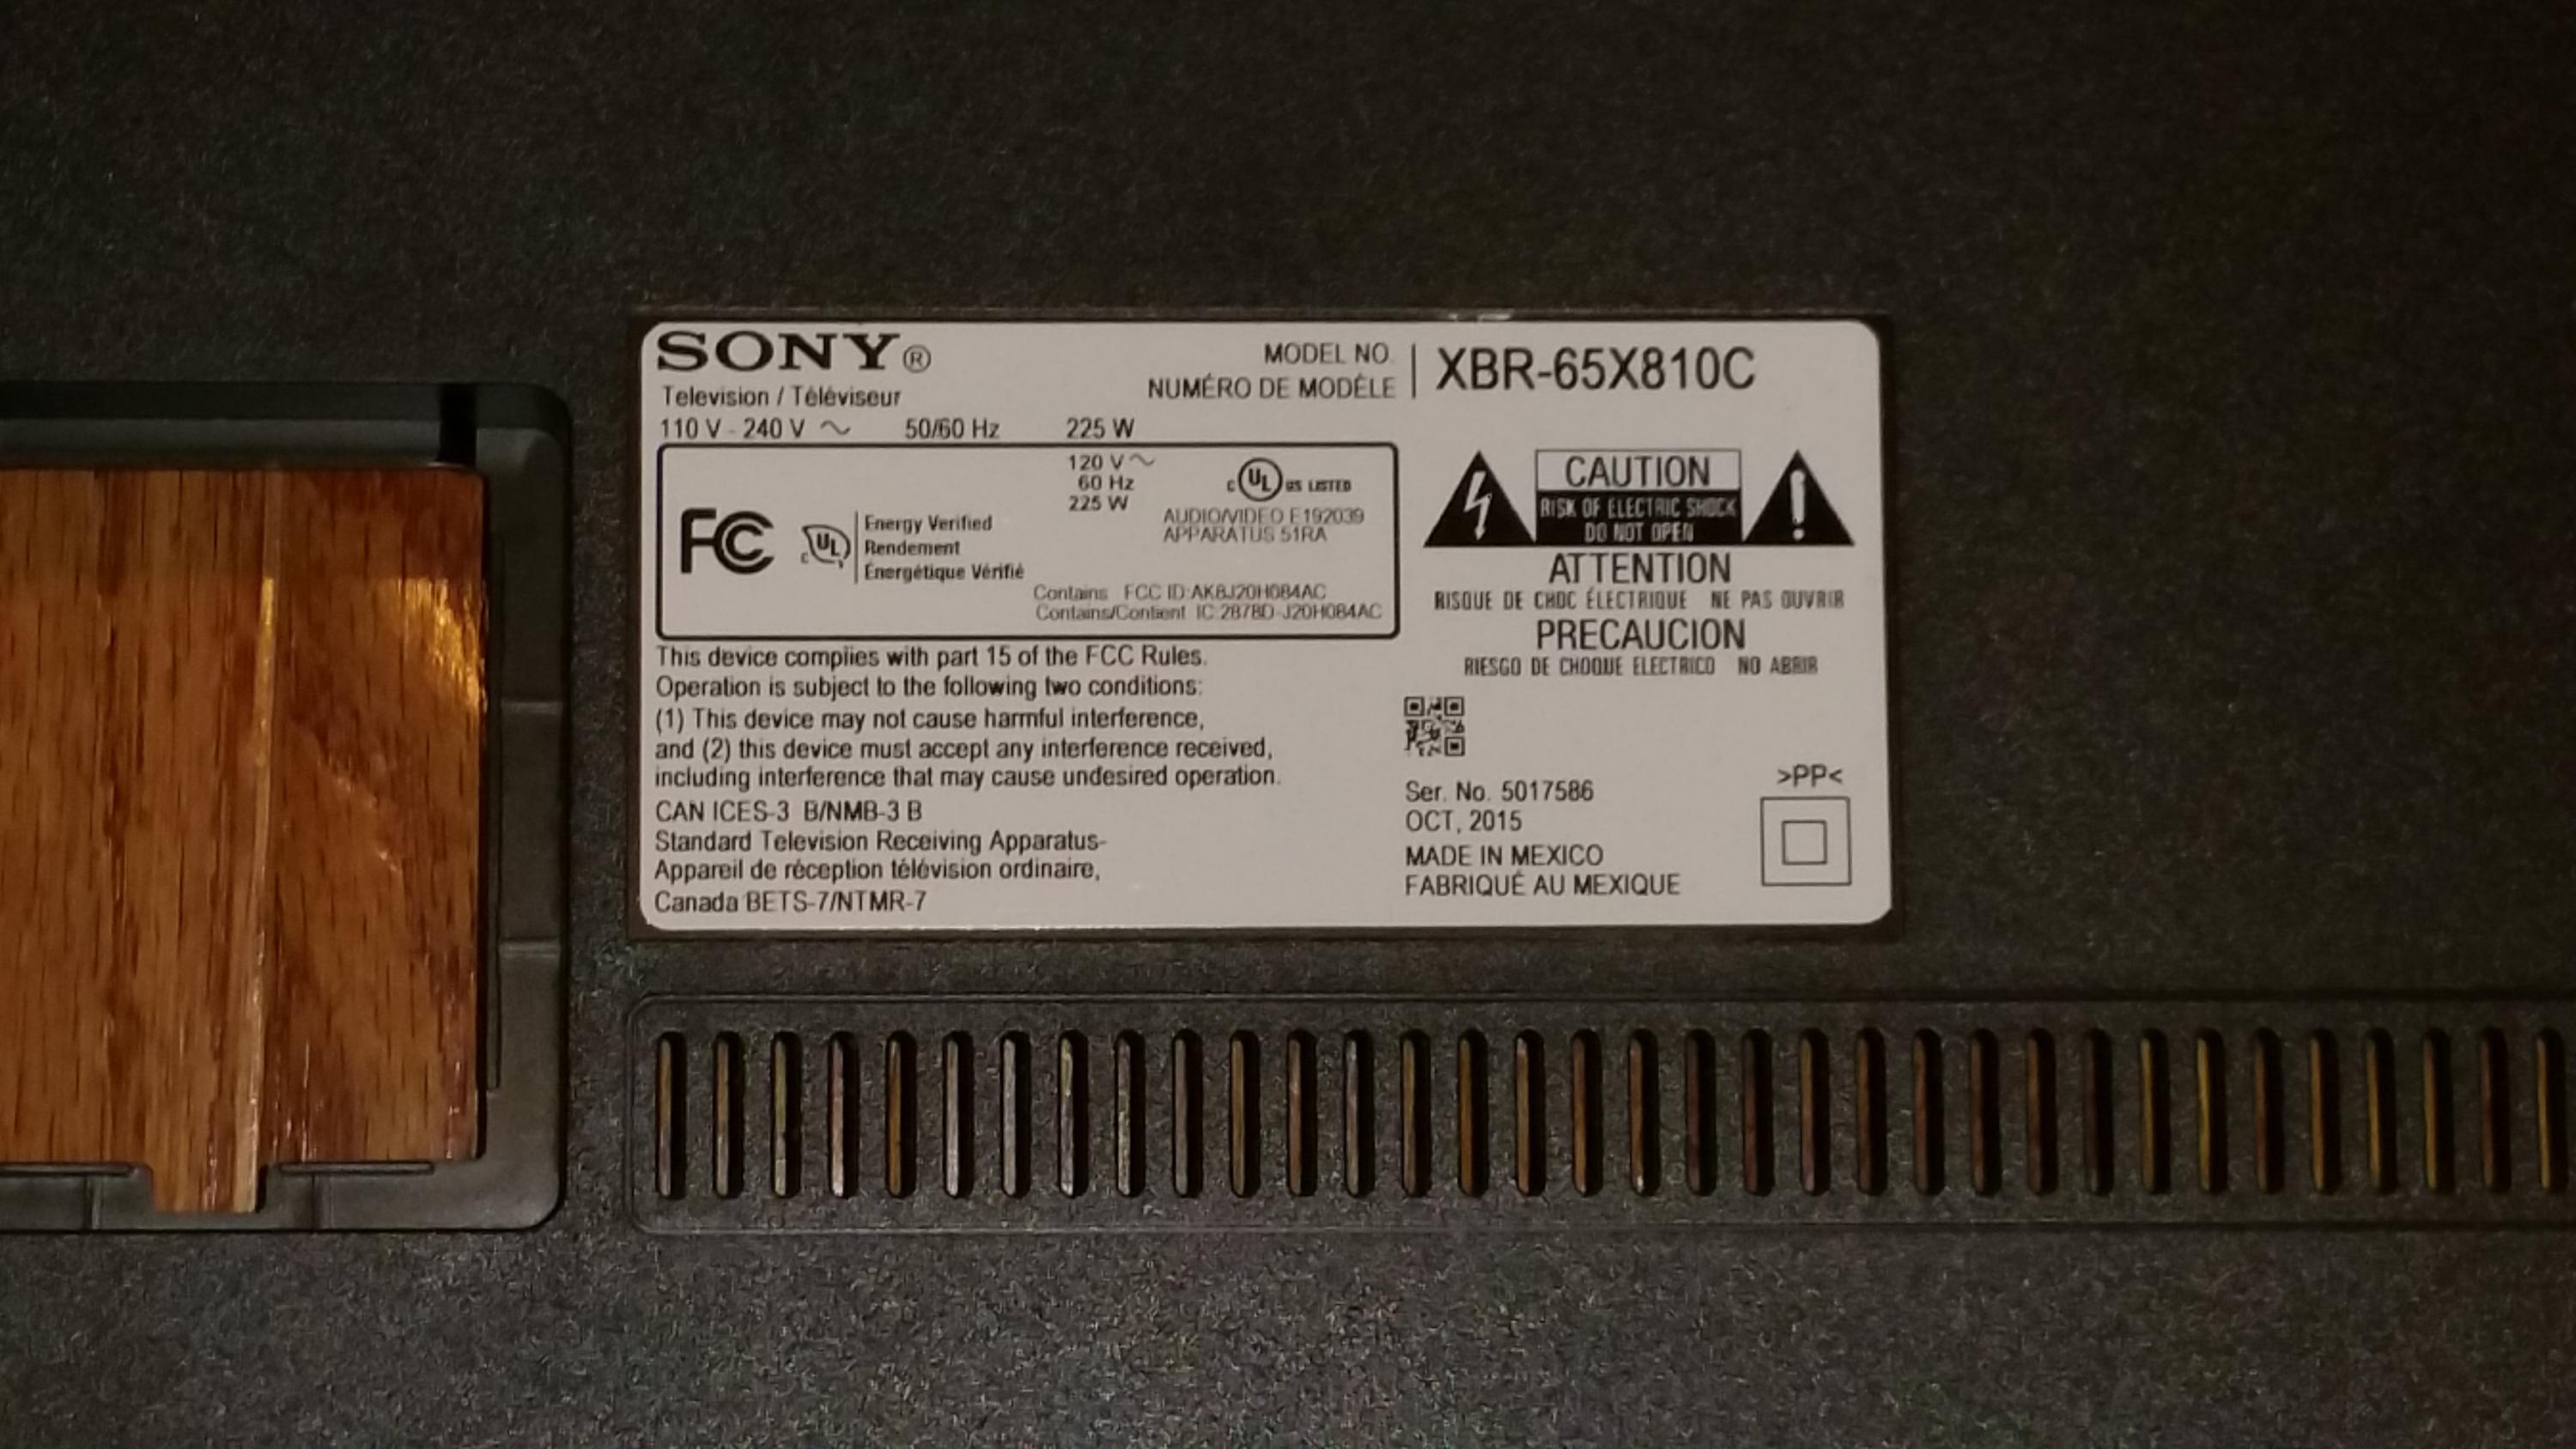 SONY®
Television / Téléviseur
MODEL NO.
NUMÉRO DE MODÈLE
XBR-65X810C
110 V - 240 V ~ 50/60 Hz 225 W
120 V ~
60 Hz
225 W
FC
c UL us LISTED
AUDIO/VIDEO E192039
APPARATUS 51RA
c UL
Energy Verified
Rendement
Énergétique Vérifié
Contains FCC ID:AK8J20H084AC
Contains/Contient IC:2878D-J20H084AC
This device complies with part 15 of the FCC Rules.
Operation is subject to the following two conditions:
(1) This device may not cause harmful interference,
and (2) this device must accept any interference received,
including interference that may cause undesired operation.
CAN ICES-3 B/NMB-3 B
Standard Television Receiving Apparatus-
Appareil de réception télévision ordinaire,
Canada BETS-7/NTMR-7
CAUTION
RISK OF ELECTRIC SHOCK
DO NOT OPEN
ATTENTION
RISQUE DE CHOC ÉLECTRIQUE NE PAS OUVRIR
PRECAUCION
RIESGO DE CHOQUE ELECTRICO NO ABRIR
Ser. No. 5017586
OCT, 2015
MADE IN MEXICO
FABRIQUÉ AU MEXIQUE
>PP<